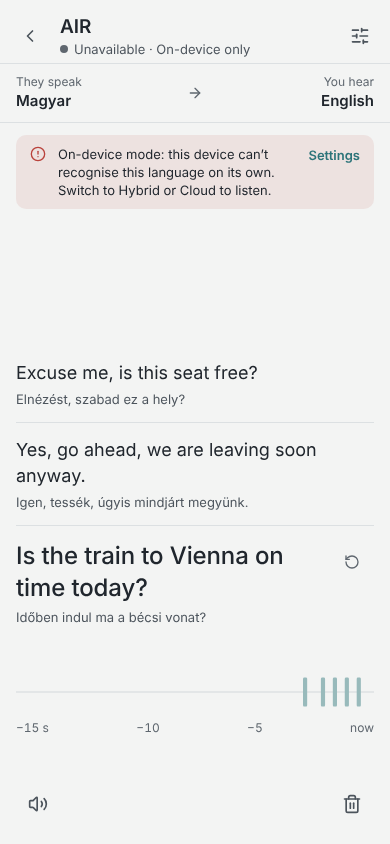 AIR
Unavailable · On-device only
They speak
Magyar
You hear
English
On-device mode: this device can’t
recognise this language on its own.
Switch to Hybrid or Cloud to listen.
Settings
Excuse me, is this seat free?
Elnézést, szabad ez a hely?
Yes, go ahead, we are leaving soon
anyway.
Igen, tessék, úgyis mindjárt megyünk.
Is the train to Vienna on
time today?
Időben indul ma a bécsi vonat?
−15 s
−10
−5
now